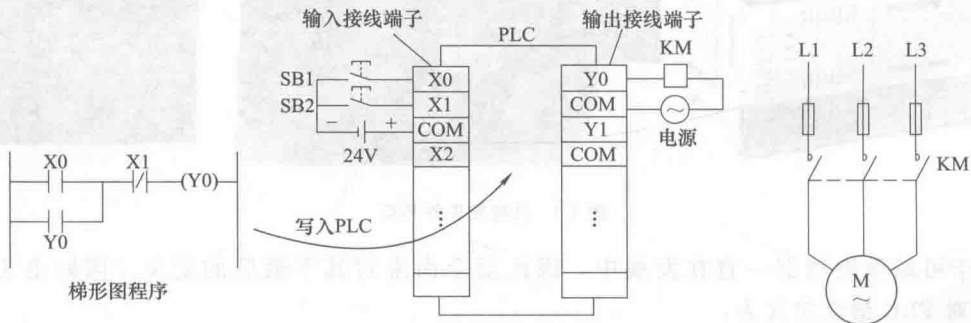 输入接线端子
输出接线端子
PLC
KM
SB1
SB2
− +
24V
X0
X1
COM
X2
⋮
Y0
COM
Y1
COM
⋮
电源
L1 L2 L3
KM
M
~
X0 X1
(Y0)
Y0
梯形图程序
写入PLC